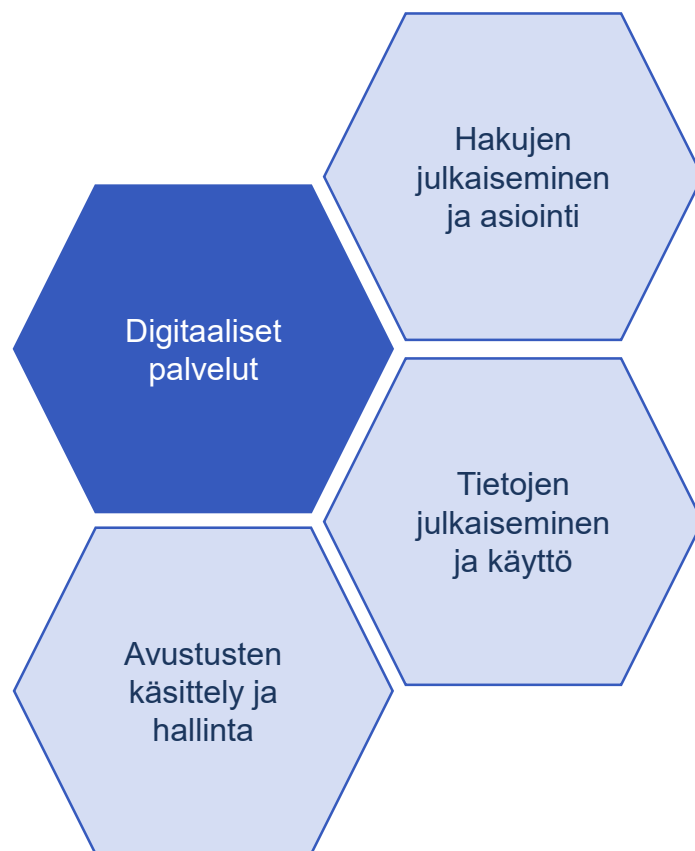 Hakujen
julkaiseminen
ja asiointi
Digitaaliset
palvelut
Tietojen
julkaiseminen
ja käyttö
Avustusten
käsittely ja
hallinta